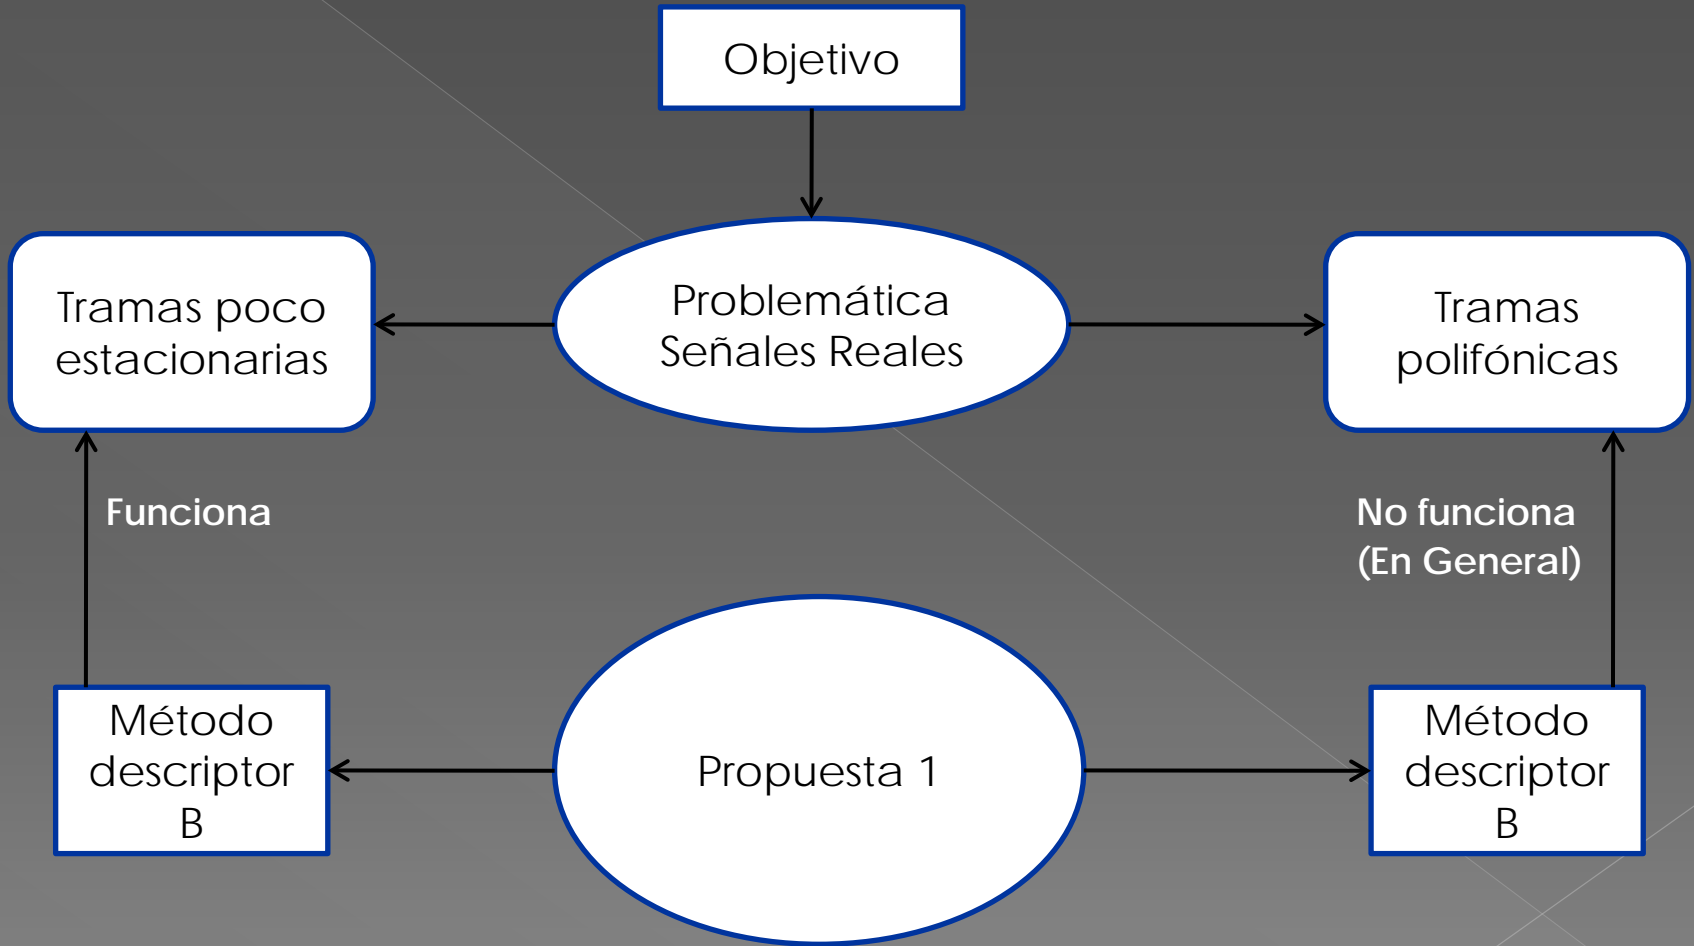 Objetivo
Tramas poco
estacionarias
Problemática
Señales Reales
Tramas
polifónicas
Funciona
No funciona
(En General)
Método
descriptor
B
Propuesta 1
Método
descriptor
B